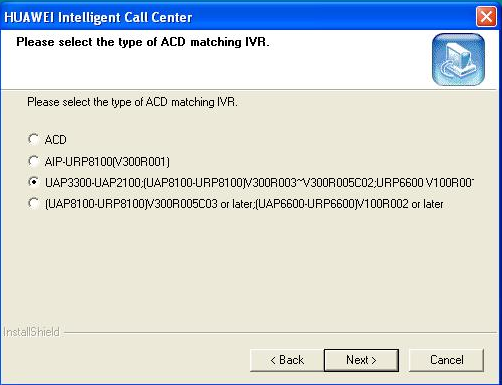 HUAWEI Intelligent Call Center
Please select the type of ACD matching IVR.
Please select the type of ACD matching IVR.
ACD
AIP-URP8100(V300R001)
UAP3300-UAP2100;(UAP8100-URP8100)V300R003~V300R005C02;URP6600 V100R00
(UAP8100-URP8100)V300R005C03 or later;(UAP6600-URP6600)V100R002 or later
InstallShield
< Back Next > Cancel